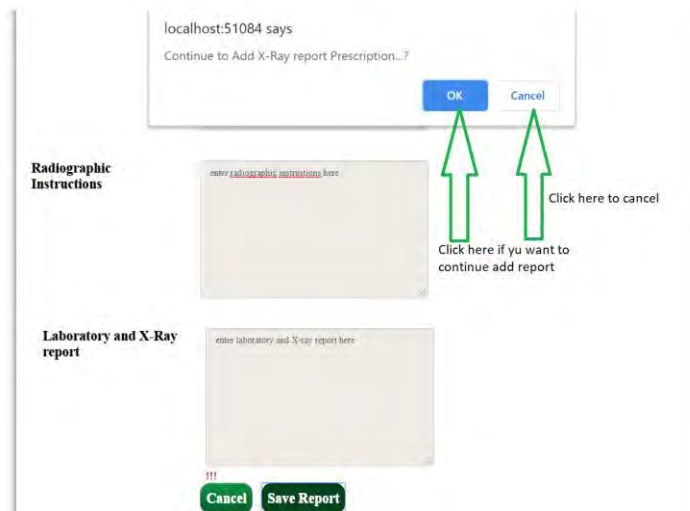 localhost:51084 says
Continue to Add X-Ray report Prescription...?
OK
Cancel
Radiographic
Instructions
enter radiographic instrustions here
Click here to cancel
Click here if yu want to
continue add report
Laboratory and X-Ray
report
enter laboratory and X-ray report here
!!!
Cancel
Save Report